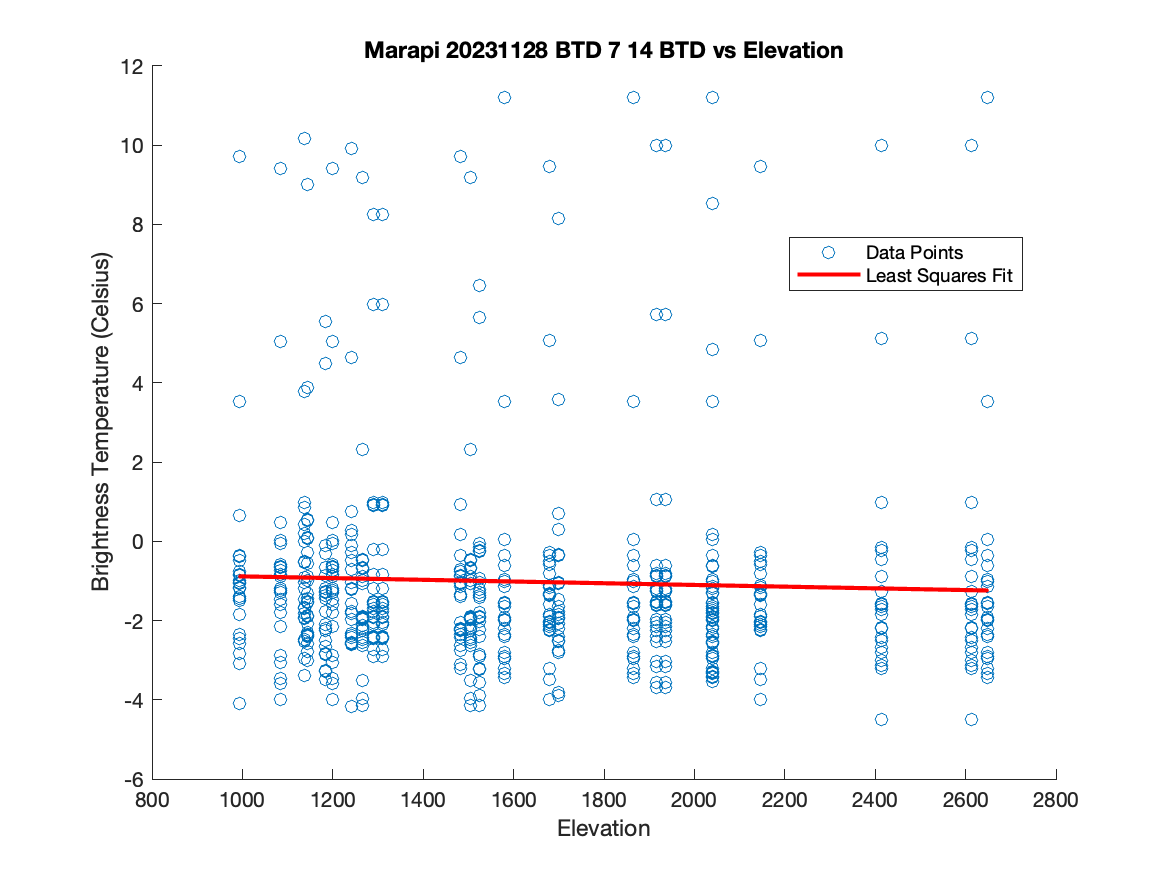 Marapi 20231128 BTD 7 14 BTD vs Elevation
12
10
8
6
4
2
0
-2
-4
-6
Brightness Temperature (Celsius)
Data Points
Least Squares Fit
800 1000 1200 1400 1600 1800 2000 2200 2400 2600 2800
Elevation